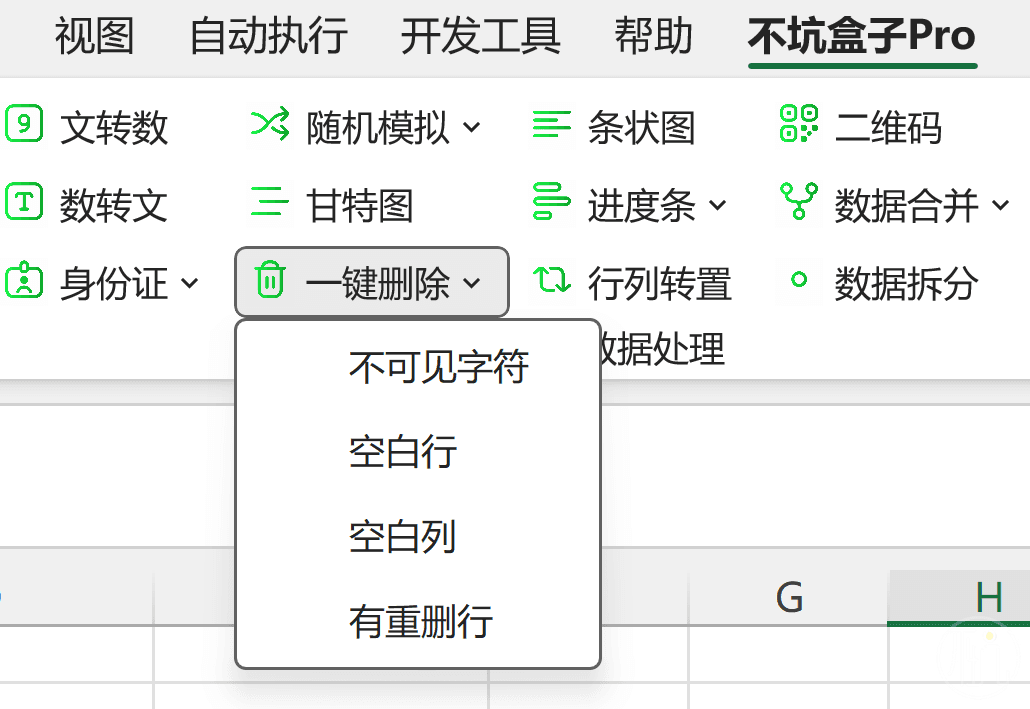 视图 自动执行 开发工具 帮助 不坑盒子Pro
文转数 随机模拟 条状图 二维码
数转文 甘特图 进度条 数据合并
身份证 一键删除 行列转置 数据拆分
据处理
不可见字符
空白行
空白列
有重删行
G H